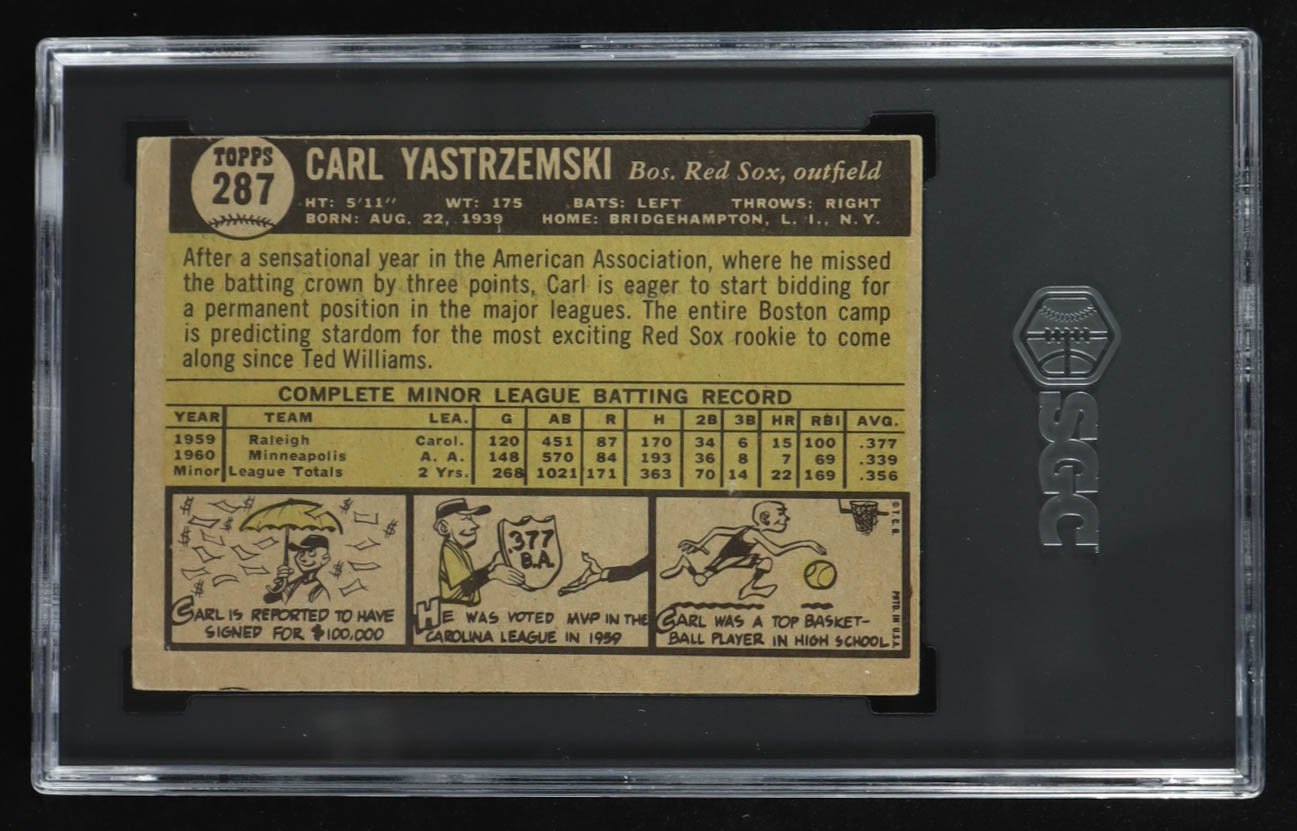 TOPPS
287
CARL YASTRZEMSKI Bos. Red Sox, outfield
HT: 5'11" WT: 175 BATS: LEFT THROWS: RIGHT
BORN: AUG. 22, 1939 HOME: BRIDGEHAMPTON, L. I., N. Y.
After a sensational year in the American Association, where he missed
the batting crown by three points, Carl is eager to start bidding for
a permanent position in the major leagues. The entire Boston camp
is predicting stardom for the most exciting Red Sox rookie to come
along since Ted Williams.
COMPLETE MINOR LEAGUE BATTING RECORD
YEAR TEAM LEA. G AB R H 2B 3B HR RBI AVG.
1959 Raleigh Carol. 120 451 87 170 34 6 15 100 .377
1960 Minneapolis A. A. 148 570 84 193 36 8 7 69 .339
Minor League Totals 2 Yrs. 268 1021 171 363 70 14 22 169 .356
CARL IS REPORTED TO HAVE
SIGNED FOR $100,000
.377
B.A.
HE WAS VOTED MVP IN THE
CAROLINA LEAGUE IN 1959
CARL WAS A TOP BASKET-
BALL PLAYER IN HIGH SCHOOL
© T. C. G.
PRTD. IN U.S.A.
SGC